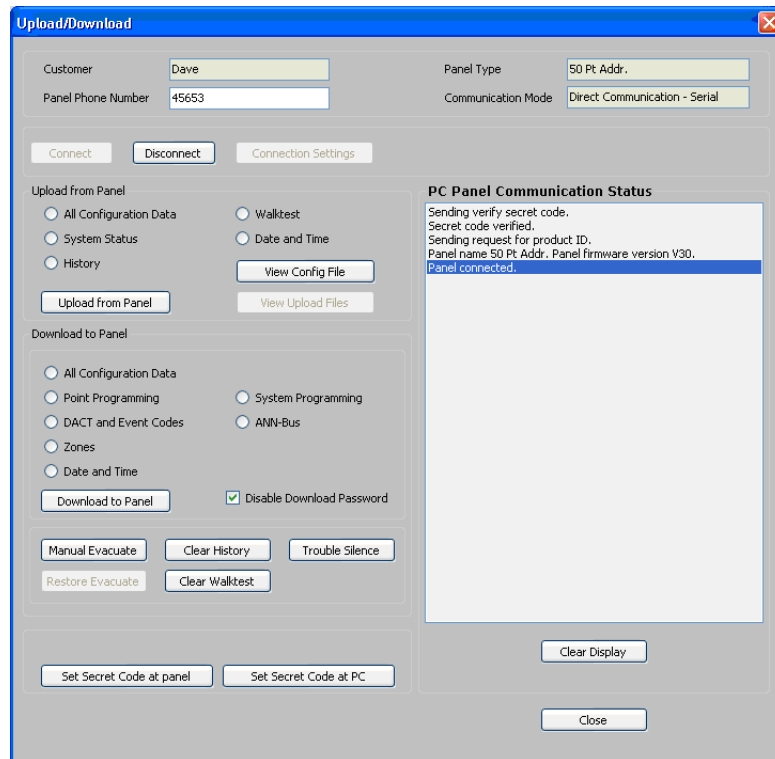 Upload/Download
Customer Dave Panel Type 50 Pt Addr.
Panel Phone Number 45653 Communication Mode Direct Communication - Serial
Connect Disconnect Connection Settings
Upload from Panel
All Configuration Data Walktest
System Status Date and Time
History View Config File
Upload from Panel View Upload Files
Download to Panel
All Configuration Data
Point Programming System Programming
DACT and Event Codes ANN-Bus
Zones
Date and Time
Download to Panel Disable Download Password
Manual Evacuate Clear History Trouble Silence
Restore Evacuate Clear Walktest
Set Secret Code at panel Set Secret Code at PC
PC Panel Communication Status
Sending verify secret code.
Secret code verified.
Sending request for product ID.
Panel name 50 Pt Addr. Panel firmware version V30.
Panel connected.
Clear Display
Close